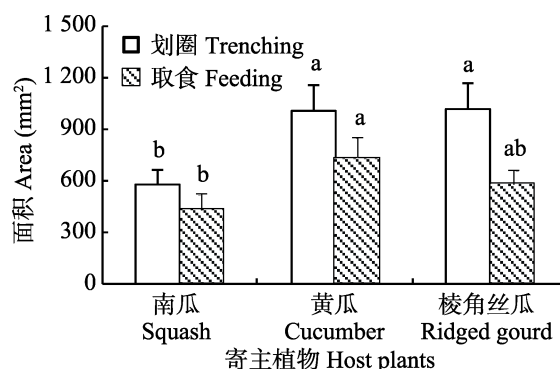 面积 Area (mm²)
1 500
1 200
900
600
300
0
划圈 Trenching
取食 Feeding
b
b
a
a
a
ab
南瓜
Squash
黄瓜
Cucumber
棱角丝瓜
Ridged gourd
寄主植物 Host plants